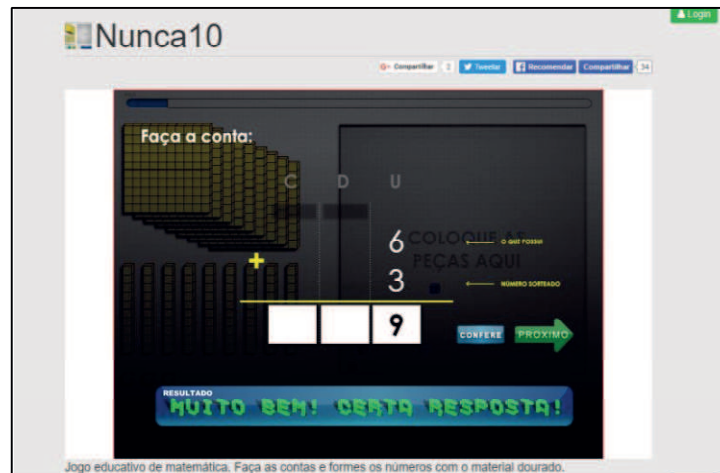 Login
Nunca10
G+ Compartilhar 2 Tweetar Recomendar Compartilhar 34
Faça a conta:
C D U
6 COLOQUE AS O QUE POSSUI
+ PEÇAS AQUI
3 NÚMERO SORTEADO
9 CONFERE PRÓXIMO
RESULTADO
MUITO BEM! CERTA RESPOSTA!
Jogo educativo de matemática. Faça as contas e formes os números com o material dourado.